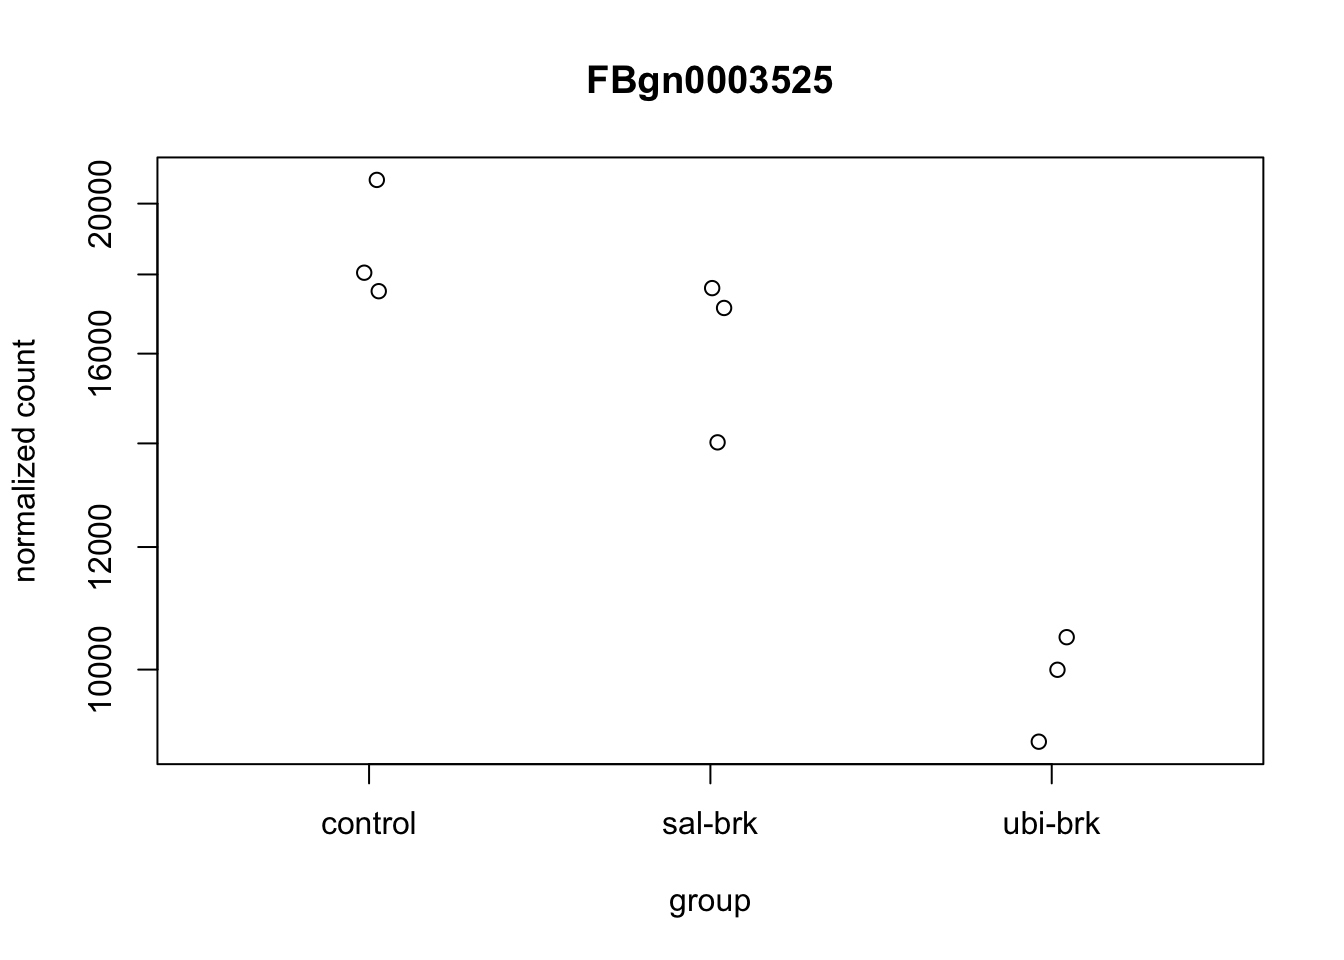 FBgn0003525
normalized count
20000
16000
12000
10000
control
sal-brk
ubi-brk
group